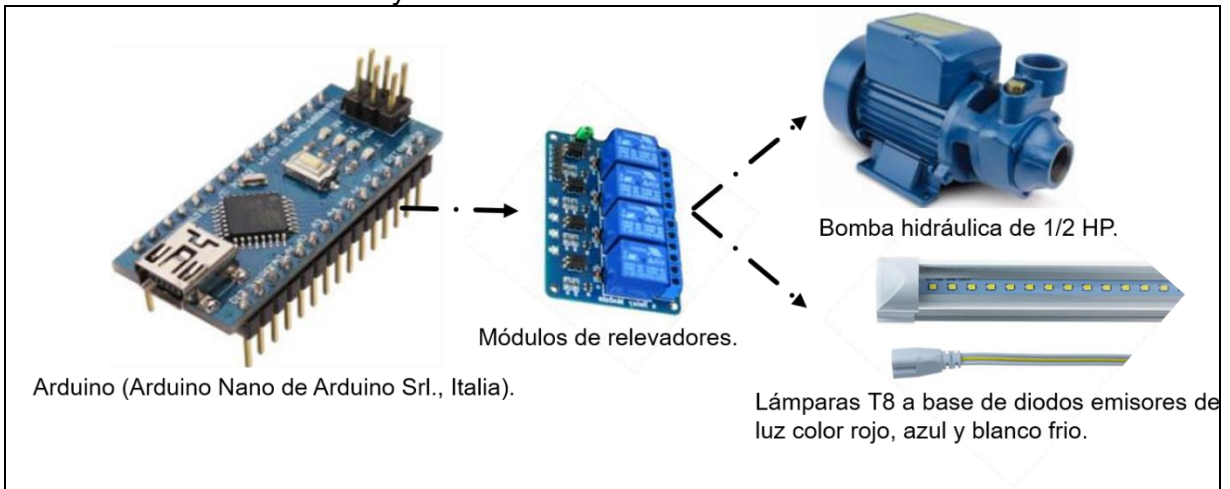 y
Bomba hidráulica de 1/2 HP.
Módulos de relevadores.
Arduino (Arduino Nano de Arduino Srl., Italia).
Lámparas T8 a base de diodos emisores de
luz color rojo, azul y blanco frio.